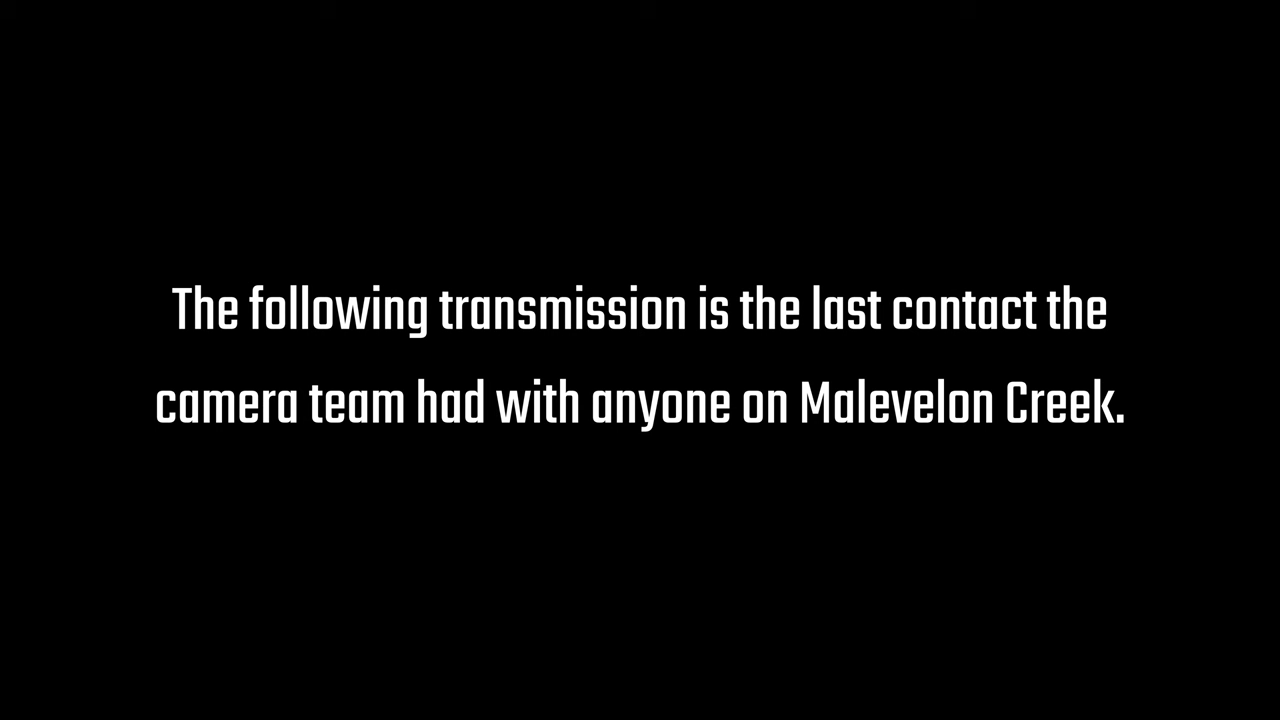 The following transmission is the last contact the
camera team had with anyone on Malevelon Creek.